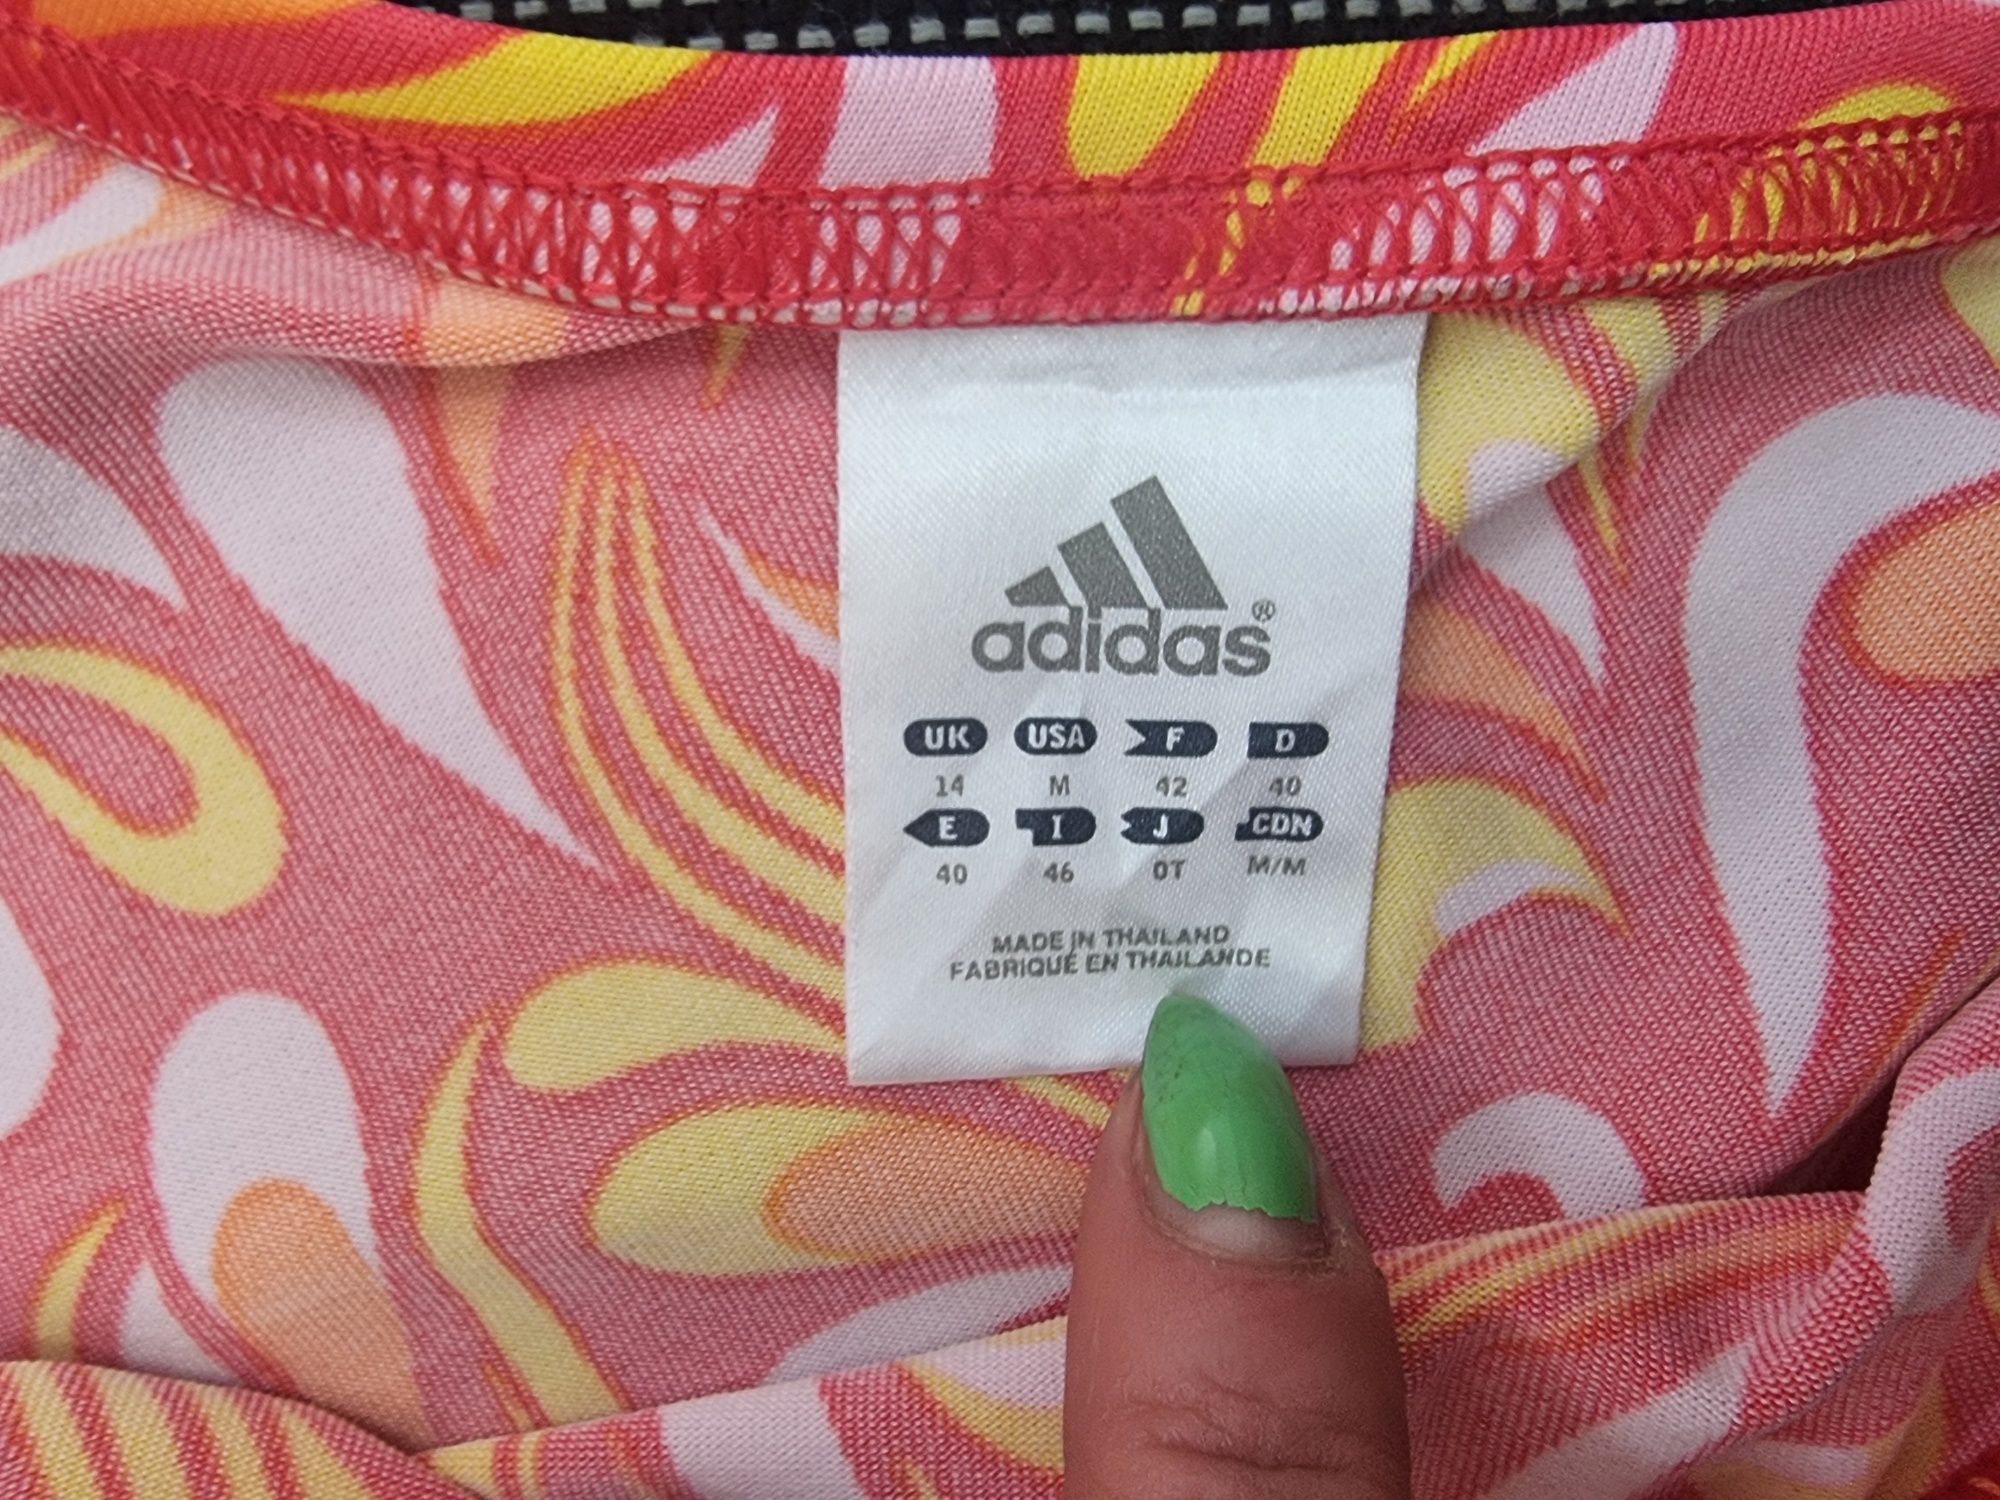 adidas®
UK USA F D
14 M 42 40
E I J CDN
40 46 OT M/M
MADE IN THAILAND
FABRIQUÉ EN THAILANDE